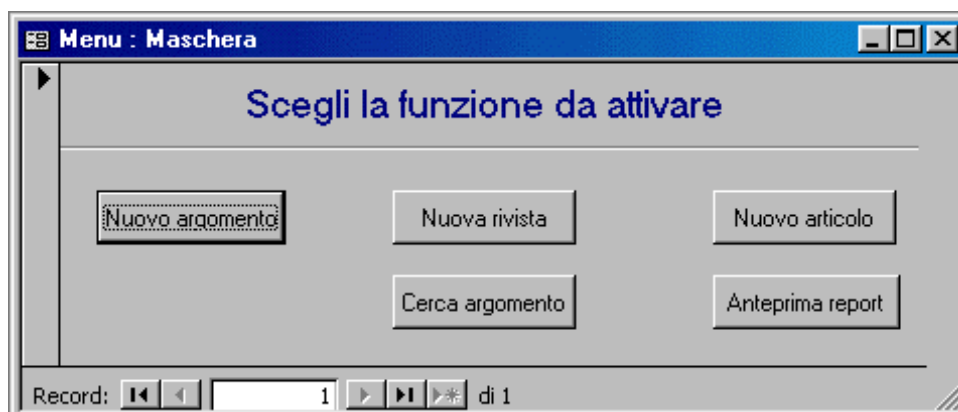 Menu : Maschera
Scegli la funzione da attivare
Nuovo argomento Nuova rivista Nuovo articolo
Cerca argomento Anteprima report
Record: 1 di 1